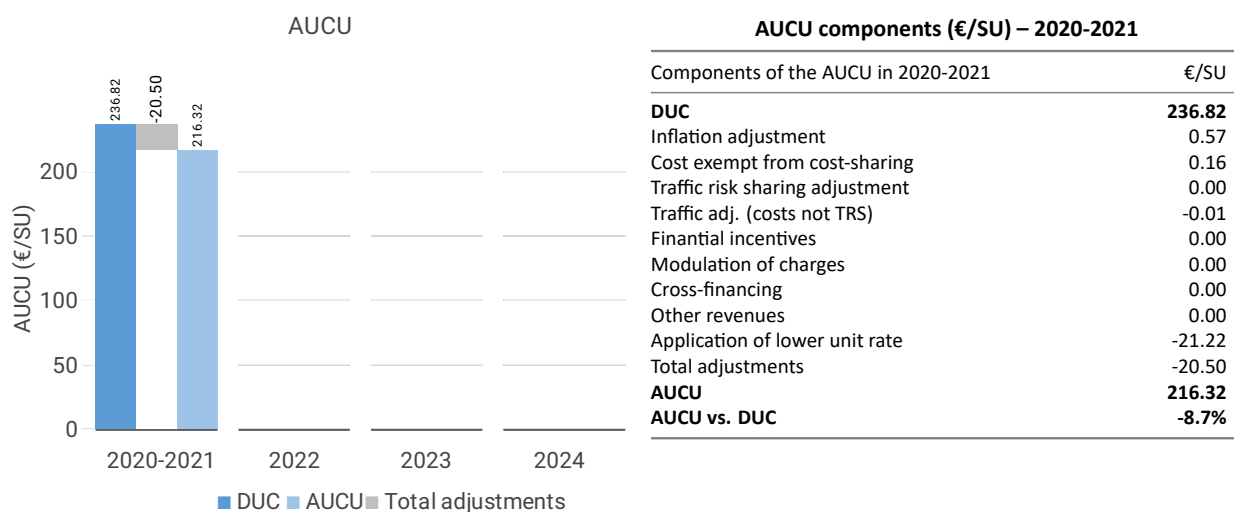 AUCU
236.82
-20.50
216.32
200
150
100
50
0
AUCU (€/SU)
2020-2021 2022 2023 2024
DUC AUCU Total adjustments
AUCU components (€/SU) – 2020-2021
Components of the AUCU in 2020-2021 €/SU
DUC 236.82
Inflation adjustment 0.57
Cost exempt from cost-sharing 0.16
Traffic risk sharing adjustment 0.00
Traffic adj. (costs not TRS) -0.01
Finantial incentives 0.00
Modulation of charges 0.00
Cross-financing 0.00
Other revenues 0.00
Application of lower unit rate -21.22
Total adjustments -20.50
AUCU 216.32
AUCU vs. DUC -8.7%